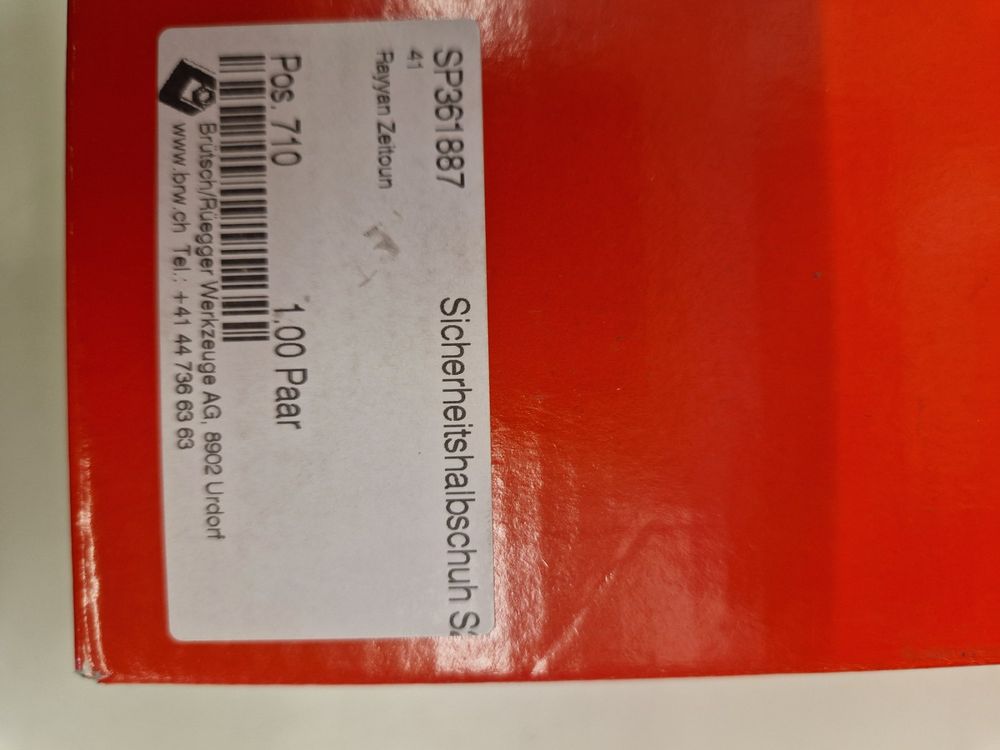 SP361887 Sicherheitshalbschuh
41
Rayyan Zeitoun
Pos. 710 1,00 Paar
Brütsch/Rüegger Werkzeuge AG, 8902 Urdorf
www.brw.ch Tel.: +41 44 736 63 63